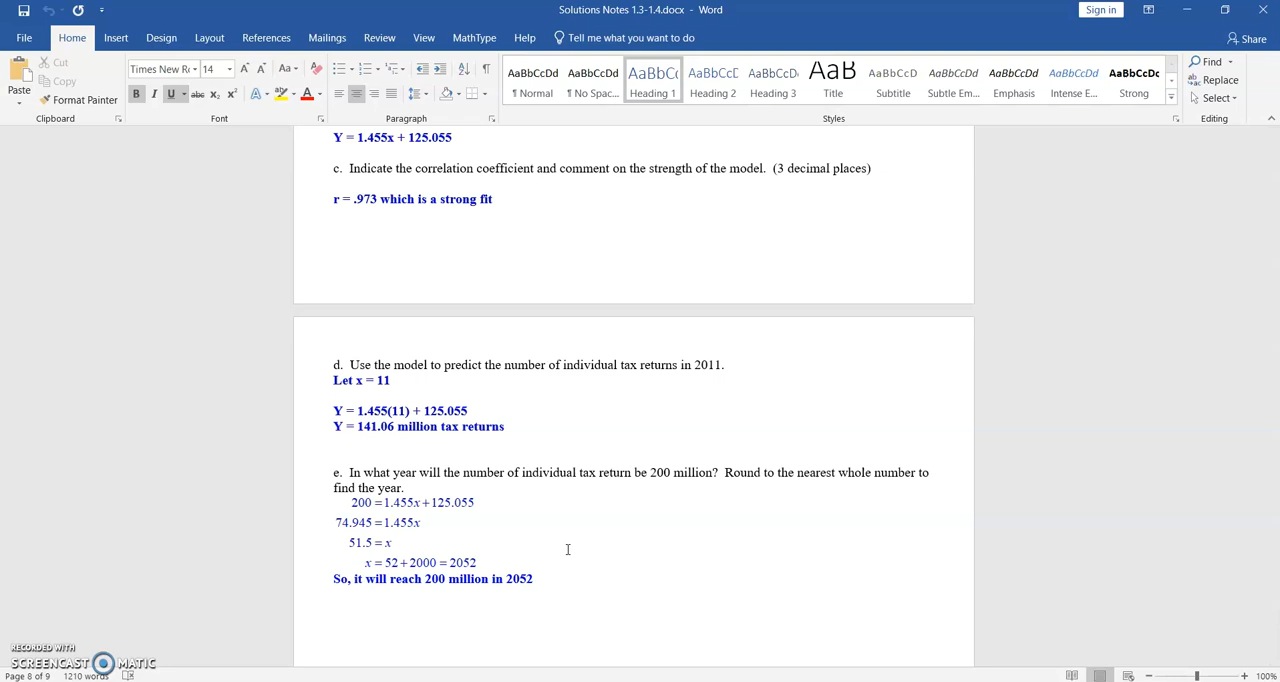 Solutions Notes 1.3-1.4.docx - Word
Sign in
File Home Insert Design Layout References Mailings Review View MathType Help Tell me what you want to do Share
Paste
Cut
Copy
Format Painter
Clipboard
Times New R 14
Font
Paragraph
AaBbCcDd ¶ Normal
AaBbCcDd ¶ No Spac...
AaBbC Heading 1
AaBbCcD Heading 2
AaBbCcD Heading 3
AaB Title
AaBbCcD Subtitle
AaBbCcDd Subtle Em...
AaBbCcDd Emphasis
AaBbCcDd Intense E...
AaBbCcDc Strong
Styles
Find
Replace
Select
Editing
Y = 1.455x + 125.055
c. Indicate the correlation coefficient and comment on the strength of the model. (3 decimal places)
r = .973 which is a strong fit
d. Use the model to predict the number of individual tax returns in 2011.
Let x = 11
Y = 1.455(11) + 125.055
Y = 141.06 million tax returns
e. In what year will the number of individual tax return be 200 million? Round to the nearest whole number to
find the year.
200 = 1.455x + 125.055
74.945 = 1.455x
51.5 = x
x = 52 + 2000 = 2052
So, it will reach 200 million in 2052
RECORDED WITH
SCREENCAST MATIC
Page 8 of 9 1210 words
100%